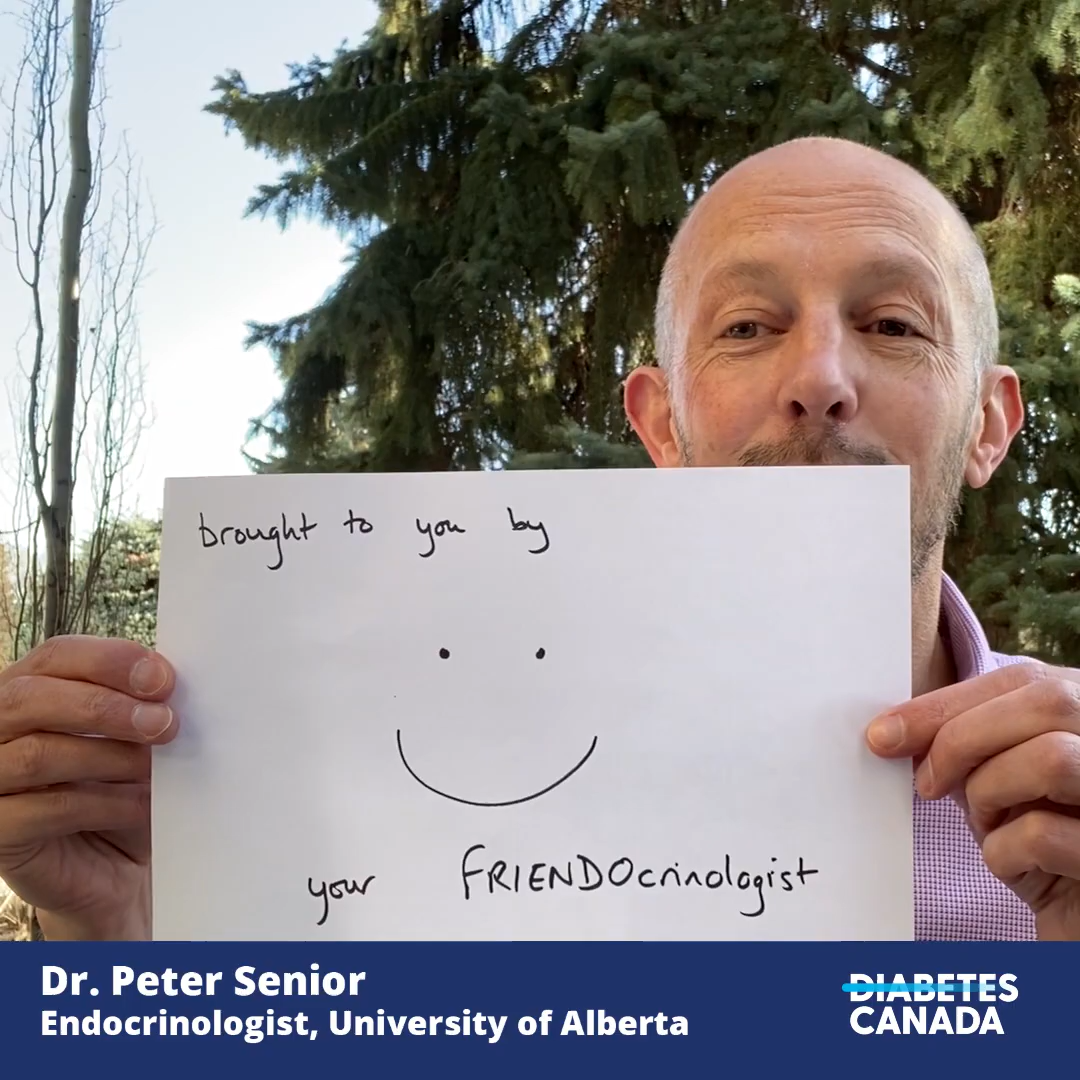 brought to you by
your FRIENDOcrinologist
Dr. Peter Senior
Endocrinologist, University of Alberta
DIABETES
CANADA